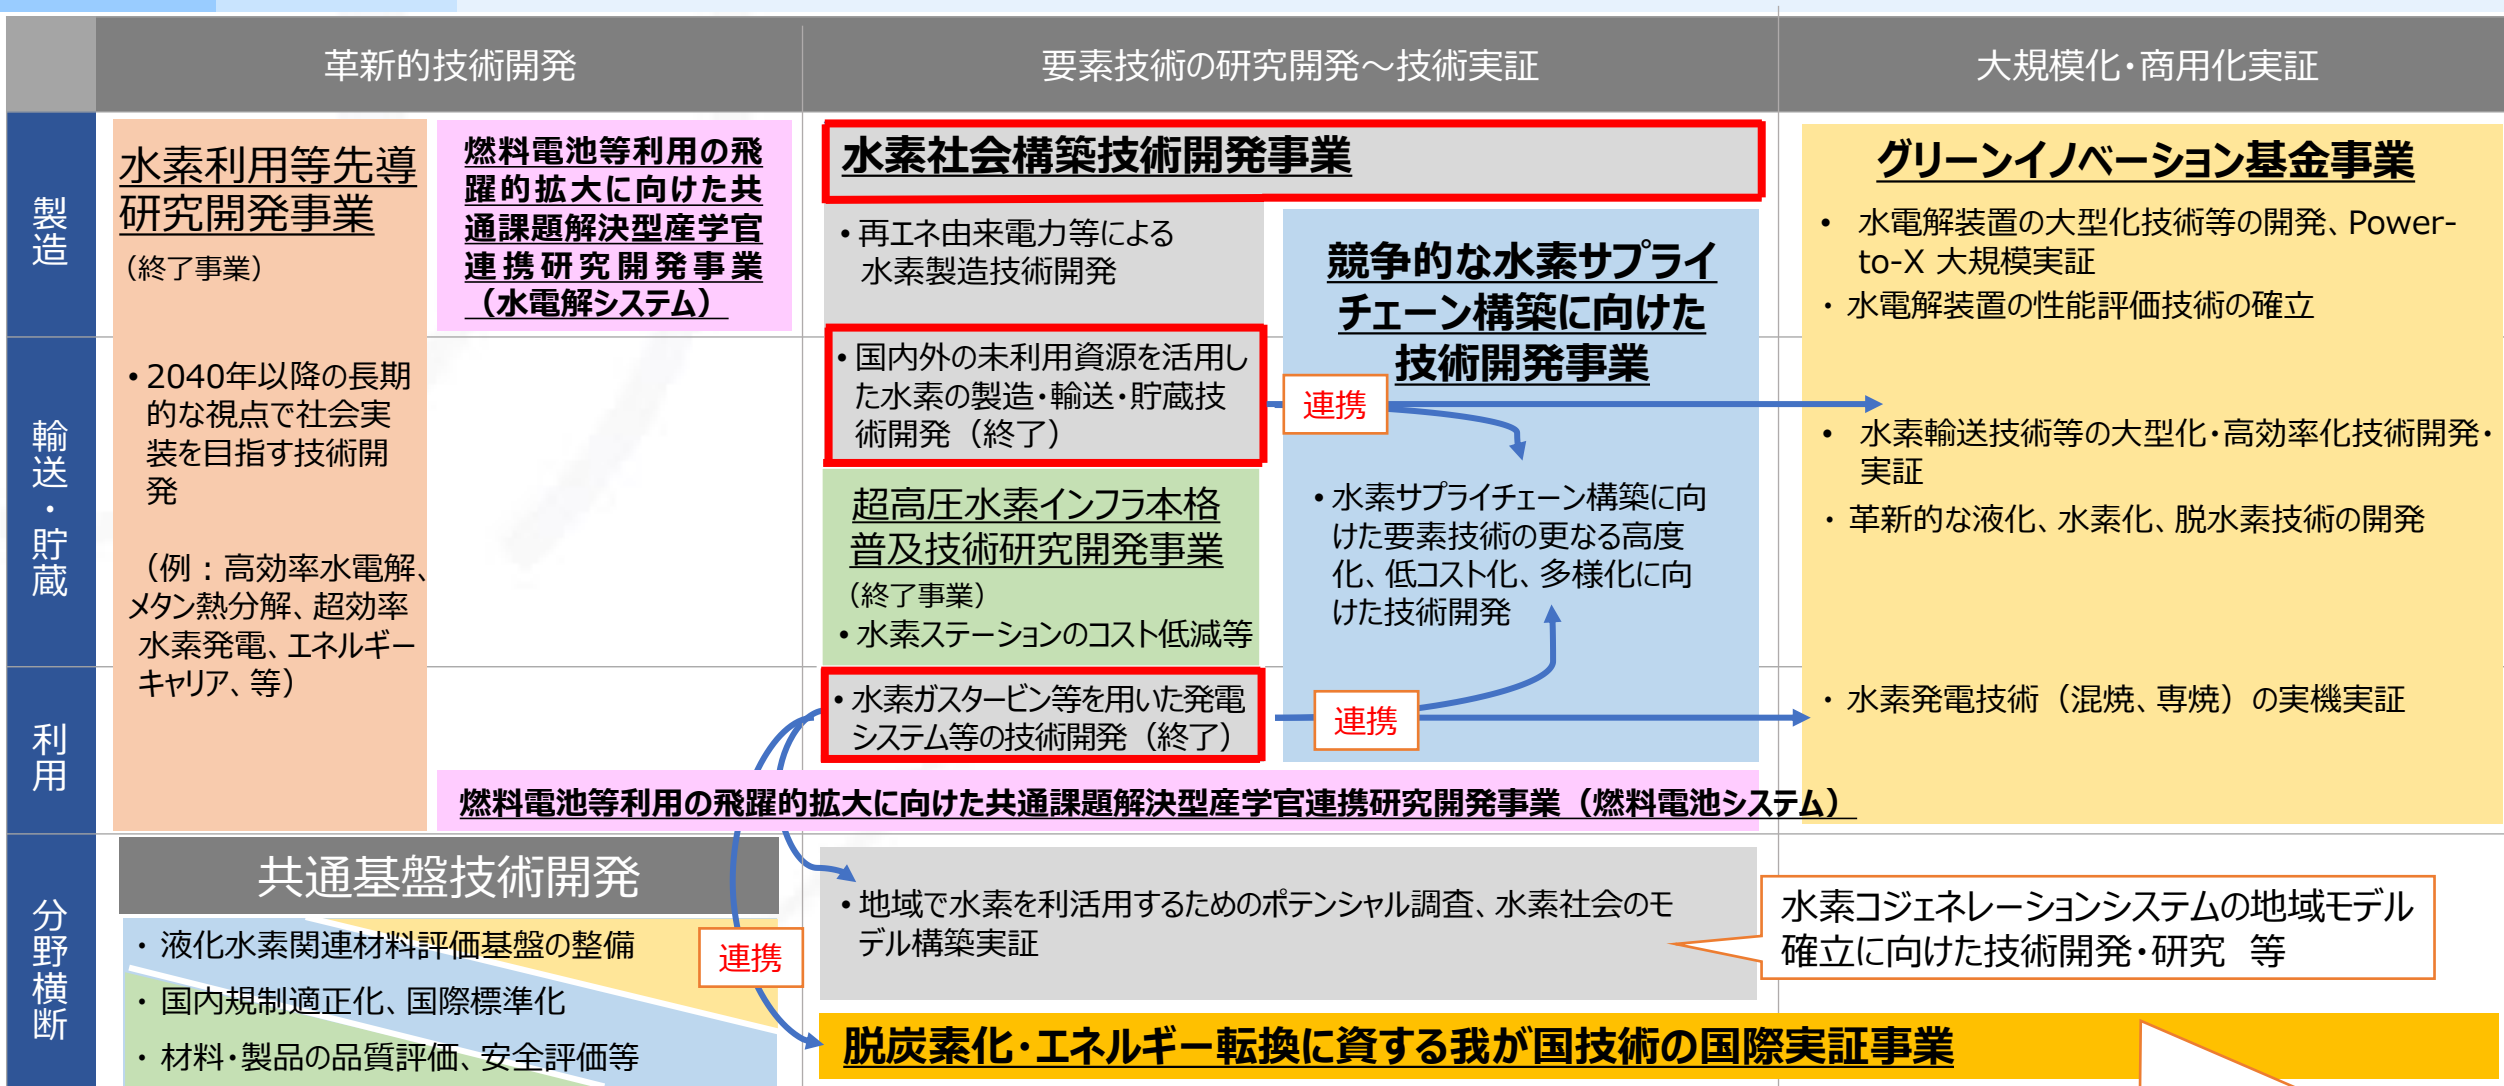 革新的技術開発
要素技術の研究開発～技術実証
大規模化・商用化実証
製造
輸送・貯蔵
利用
分野横断
水素利用等先導
研究開発事業
（終了事業）
• 2040年以降の長期
的な視点で社会実
装を目指す技術開
発
（例：高効率水電解、
メタン熱分解、超効率
水素発電、エネルギー
キャリア、等）
燃料電池等利用の飛
躍的拡大に向けた共
通課題解決型産学官
連携研究開発事業
（水電解システム）
水素社会構築技術開発事業
• 再エネ由来電力等による
水素製造技術開発
• 国内外の未利用資源を活用し
た水素の製造・輸送・貯蔵技
術開発（終了）
超高圧水素インフラ本格
普及技術研究開発事業
（終了事業）
• 水素ステーションのコスト低減等
• 水素ガスタービン等を用いた発電
システム等の技術開発（終了）
競争的な水素サプライ
チェーン構築に向けた
技術開発事業
連携
• 水素サプライチェーン構築に向
けた要素技術の更なる高度
化、低コスト化、多様化に向
けた技術開発
連携
グリーンイノベーション基金事業
• 水電解装置の大型化技術等の開発、Power-
to-X 大規模実証
・ 水電解装置の性能評価技術の確立
• 水素輸送技術等の大型化・高効率化技術開発・
実証
・ 革新的な液化、水素化、脱水素技術の開発
・ 水素発電技術（混焼、専焼）の実機実証
燃料電池等利用の飛躍的拡大に向けた共通課題解決型産学官連携研究開発事業（燃料電池システム）
共通基盤技術開発
・ 液化水素関連材料評価基盤の整備
・ 国内規制適正化、国際標準化
・ 材料・製品の品質評価、安全評価等
連携
• 地域で水素を利活用するためのポテンシャル調査、水素社会のモ
デル構築実証
水素コジェネレーションシステムの地域モデル
確立に向けた技術開発・研究　等
脱炭素化・エネルギー転換に資する我が国技術の国際実証事業